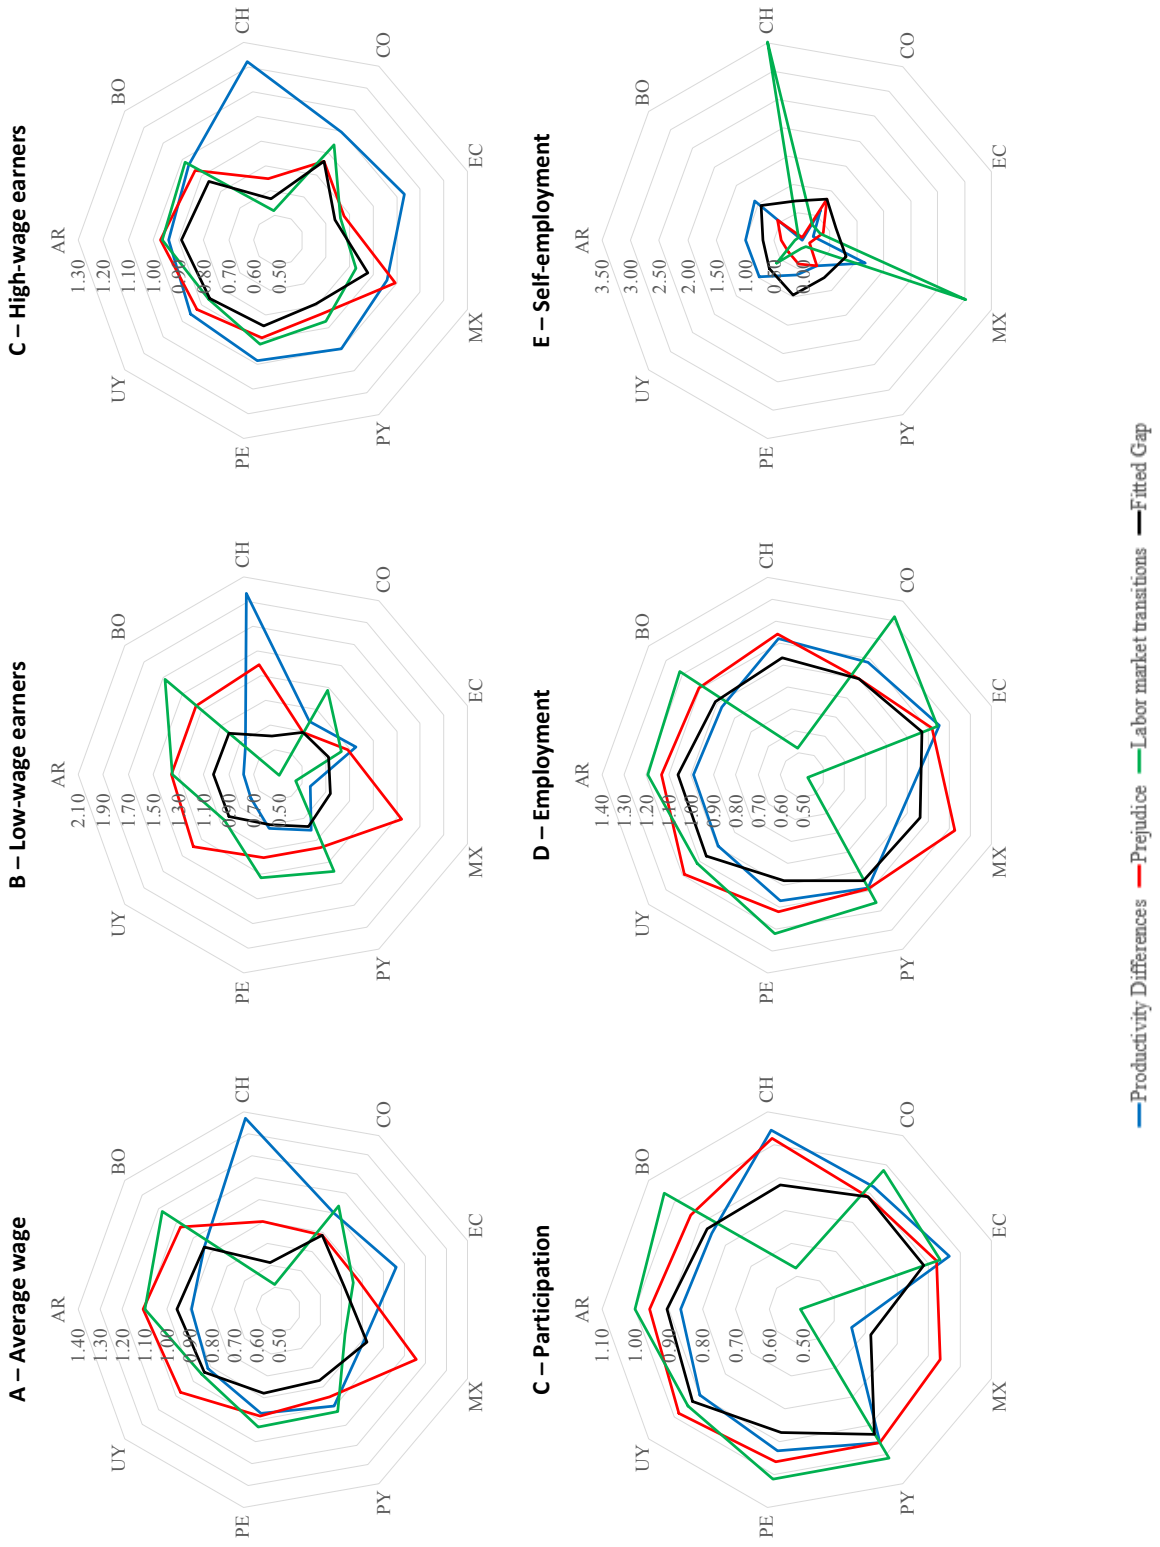 A – Average wage
AR
1.40
1.30
1.20
1.10
1.00
0.90
0.80
0.70
0.60
0.50
BO
CH
CO
EC
MX
PY
PE
UY
B – Low-wage earners
AR
2.10
1.90
1.70
1.50
1.30
1.10
0.90
0.70
0.50
BO
CH
CO
EC
MX
PY
PE
UY
C – High-wage earners
AR
1.30
1.20
1.10
1.00
0.90
0.80
0.70
0.60
0.50
BO
CH
CO
EC
MX
PY
PE
UY
C – Participation
AR
1.10
1.00
0.90
0.80
0.70
0.60
0.50
BO
CH
CO
EC
MX
PY
PE
UY
D – Employment
AR
1.40
1.30
1.20
1.10
1.00
0.90
0.80
0.70
0.60
0.50
BO
CH
CO
EC
MX
PY
PE
UY
E – Self-employment
AR
3.50
3.00
2.50
2.00
1.50
1.00
0.50
0.00
BO
CH
CO
EC
MX
PY
PE
UY
Productivity Differences Prejudice Labor market transitions Fitted Gap